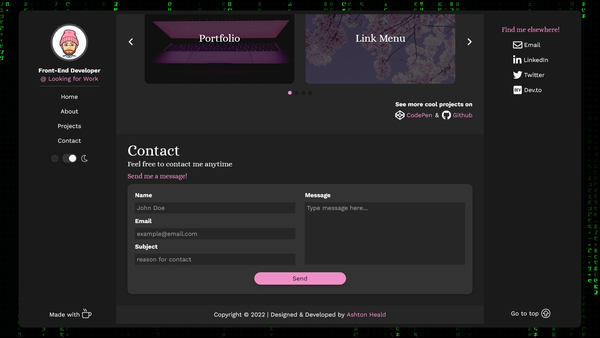 Front-End Developer
@ Looking for Work
Home
About
Projects
Contact
Made with
Portfolio
Link Menu
See more cool projects on
CodePen & Github
Contact
Feel free to contact me anytime
Send me a message!
Name
John Doe
Email
example@email.com
Subject
reason for contact
Message
Type message here...
Send
Copyright © 2022 | Designed & Developed by Ashton Heald
Find me elsewhere!
Email
LinkedIn
Twitter
Dev.to
Go to top